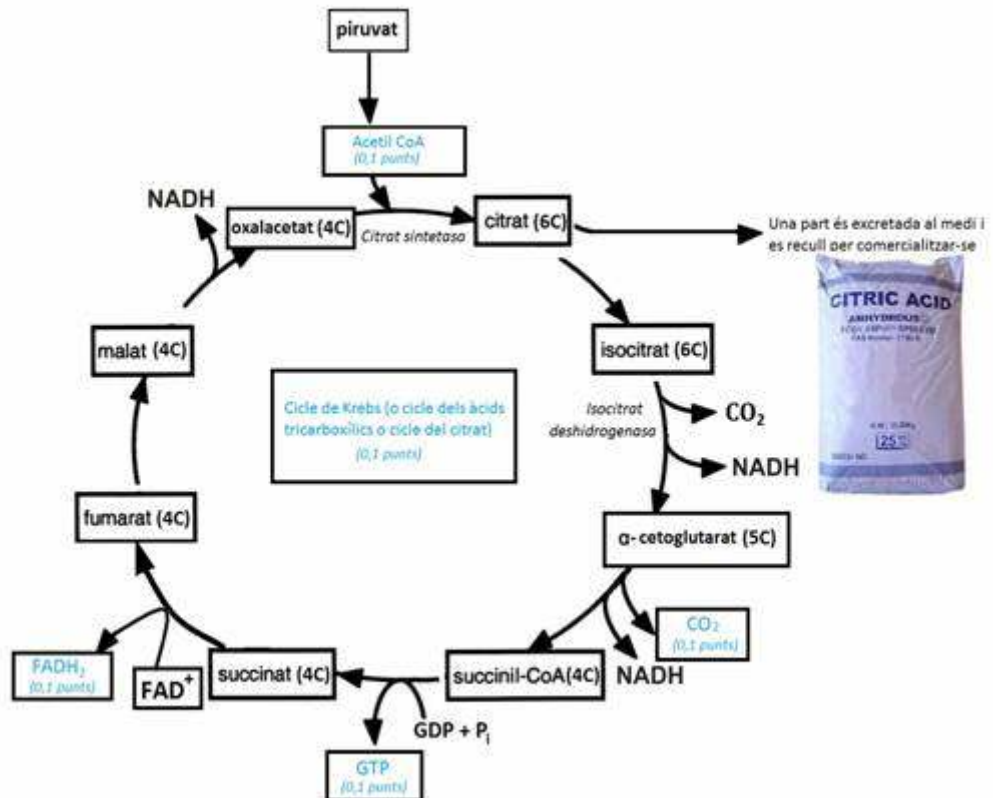 piruvat
Acetil CoA
(0,1 punts)
NADH
oxalacetat (4C)
Citrat sintetasa
citrat (6C)
Una part és excretada al medi i
es recull per comercialitzar-se
CITRIC ACID
ANHYDROUS
malat (4C)
isocitrat (6C)
Cicle de Krebs (o cicle dels àcids
tricarboxílics o cicle del citrat)
(0,1 punts)
Isocitrat
deshidrogenasa
CO₂
NADH
25
fumarat (4C)
α-cetoglutarat (5C)
CO₂
(0,1 punts)
FADH₂
(0,1 punts)
FAD⁺
succinat (4C)
succinil-CoA(4C)
NADH
GDP + Pᵢ
GTP
(0,1 punts)